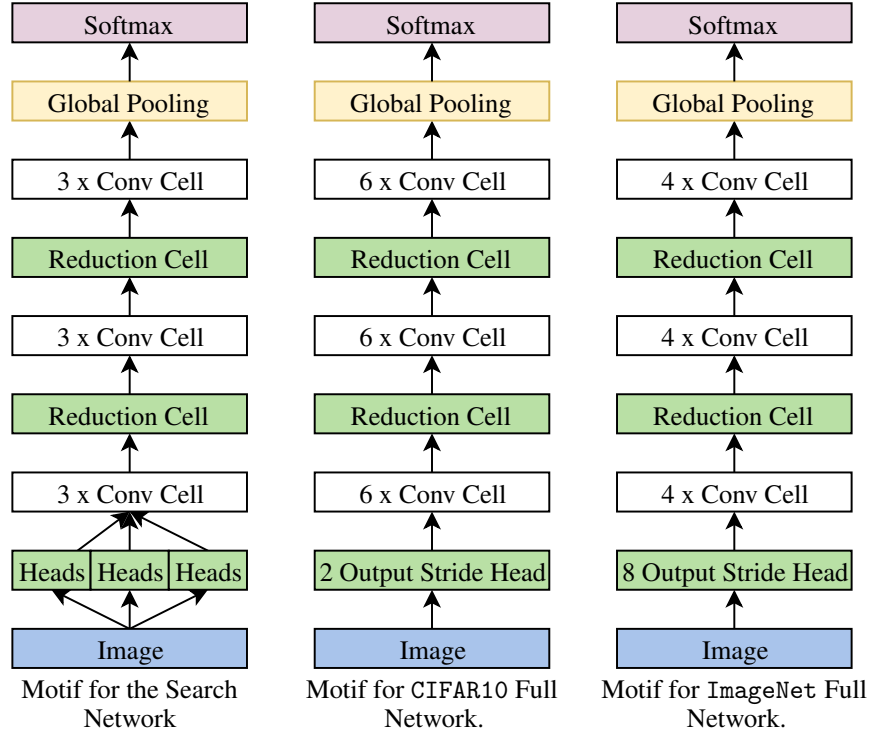 Softmax
Global Pooling
3 x Conv Cell
Reduction Cell
3 x Conv Cell
Reduction Cell
3 x Conv Cell
Heads Heads Heads
Image
Motif for the Search
Network
Softmax
Global Pooling
6 x Conv Cell
Reduction Cell
6 x Conv Cell
Reduction Cell
6 x Conv Cell
2 Output Stride Head
Image
Motif for CIFAR10 Full
Network.
Softmax
Global Pooling
4 x Conv Cell
Reduction Cell
4 x Conv Cell
Reduction Cell
4 x Conv Cell
8 Output Stride Head
Image
Motif for ImageNet Full
Network.